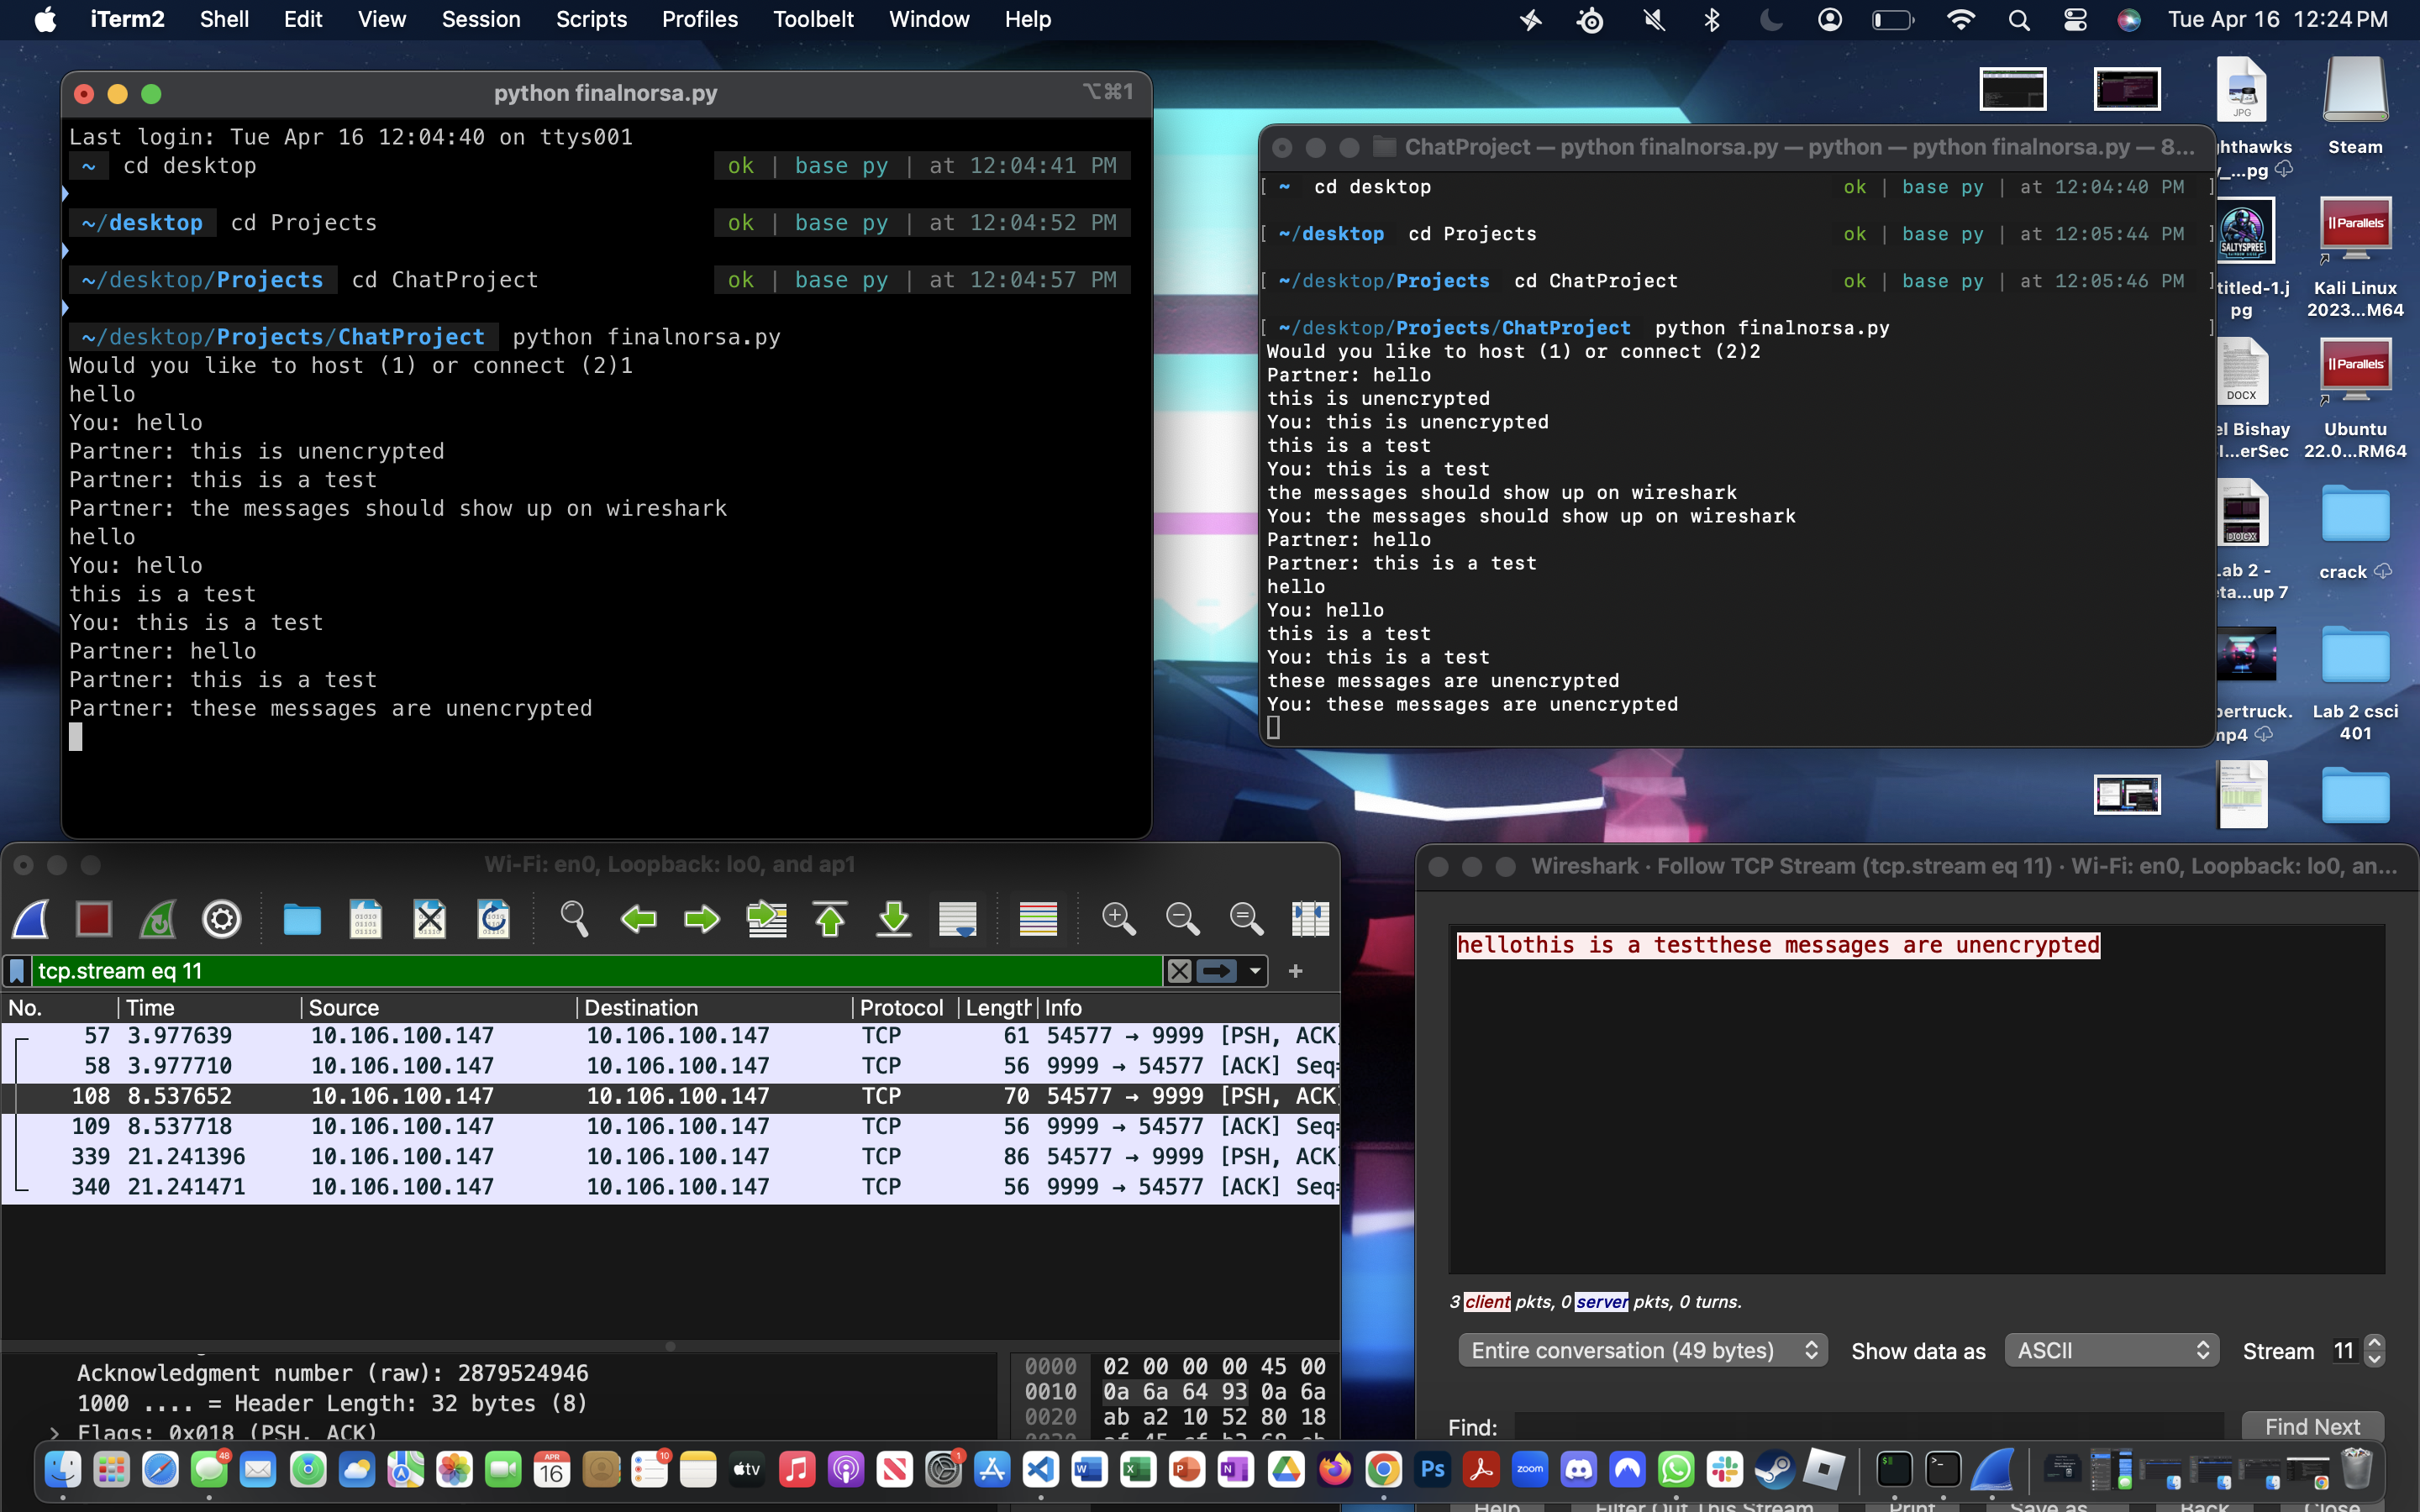 iTerm2 Shell Edit View Session Scripts Profiles Toolbelt Window Help Tue Apr 16 12:24 PM
python finalnorsa.py ⌥⌘1
Last login: Tue Apr 16 12:04:40 on ttys001
~ cd desktop ok | base py | at 12:04:41 PM
~/desktop cd Projects ok | base py | at 12:04:52 PM
~/desktop/Projects cd ChatProject ok | base py | at 12:04:57 PM
~/desktop/Projects/ChatProject python finalnorsa.py
Would you like to host (1) or connect (2)1
hello
You: hello
Partner: this is unencrypted
Partner: this is a test
Partner: the messages should show up on wireshark
hello
You: hello
this is a test
You: this is a test
Partner: hello
Partner: this is a test
Partner: these messages are unencrypted
ChatProject — python finalnorsa.py — python — python finalnorsa.py — 8...
[ ~ cd desktop ok | base py | at 12:04:40 PM ]
[ ~/desktop cd Projects ok | base py | at 12:05:44 PM ]
[ ~/desktop/Projects cd ChatProject ok | base py | at 12:05:46 PM ]
[ ~/desktop/Projects/ChatProject python finalnorsa.py ]
Would you like to host (1) or connect (2)2
Partner: hello
this is unencrypted
You: this is unencrypted
this is a test
You: this is a test
the messages should show up on wireshark
You: the messages should show up on wireshark
Partner: hello
Partner: this is a test
hello
You: hello
this is a test
You: this is a test
these messages are unencrypted
You: these messages are unencrypted
JPG
hthawks
y_...pg
Steam
SALTYSPREE
titled-1.j
pg
Parallels
Kali Linux
2023...M64
DOCX
el Bishay
l...erSec
Parallels
Ubuntu
22.0...RM64
DOCX
Lab 2 -
eta...up 7
crack
pertruck.
mp4
Lab 2 csci
401
Wi-Fi: en0, Loopback: lo0, and ap1
tcp.stream eq 11
No. Time Source Destination Protocol Length Info
57 3.977639 10.106.100.147 10.106.100.147 TCP 61 54577 → 9999 [PSH, ACK]
58 3.977710 10.106.100.147 10.106.100.147 TCP 56 9999 → 54577 [ACK] Seq=
108 8.537652 10.106.100.147 10.106.100.147 TCP 70 54577 → 9999 [PSH, ACK]
109 8.537718 10.106.100.147 10.106.100.147 TCP 56 9999 → 54577 [ACK] Seq=
339 21.241396 10.106.100.147 10.106.100.147 TCP 86 54577 → 9999 [PSH, ACK]
340 21.241471 10.106.100.147 10.106.100.147 TCP 56 9999 → 54577 [ACK] Seq=
Acknowledgment number (raw): 2879524946
1000 .... = Header Length: 32 bytes (8)
Flags: 0x018 (PSH, ACK)
0000 02 00 00 00 45 00
0010 0a 6a 64 93 0a 6a
0020 ab a2 10 52 80 18
Wireshark · Follow TCP Stream (tcp.stream eq 11) · Wi-Fi: en0, Loopback: lo0, an...
hellothis is a testthese messages are unencrypted
3 client pkts, 0 server pkts, 0 turns.
Entire conversation (49 bytes) Show data as ASCII Stream 11
Find: Find Next
Help Filter Out This Stream Print Save as Back Close
48 APR 16 10 tv 1 Ps zoom